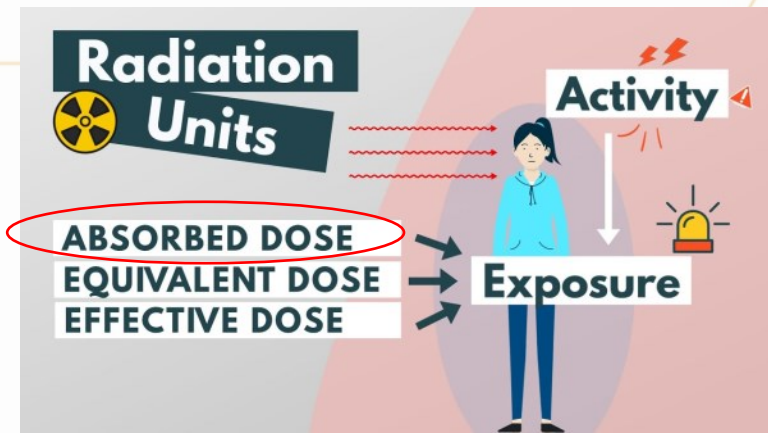 Radiation
Units
Activity
ABSORBED DOSE
EQUIVALENT DOSE
EFFECTIVE DOSE
Exposure